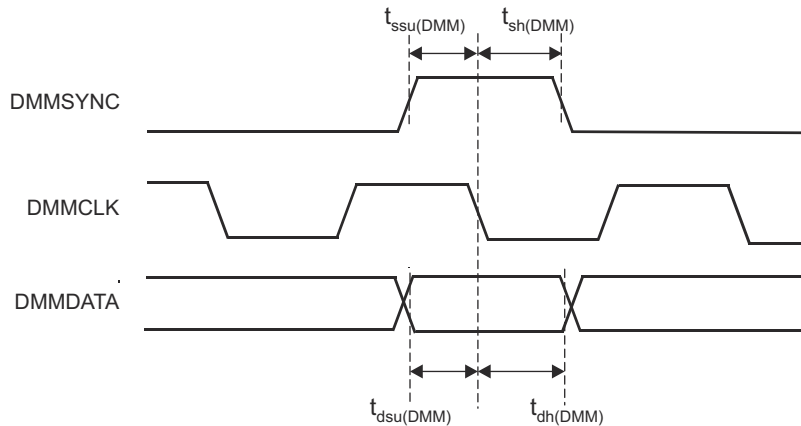 tssu(DMM) tsh(DMM)
DMMSYNC
DMMCLK
DMMDATA
tdsu(DMM) tdh(DMM)